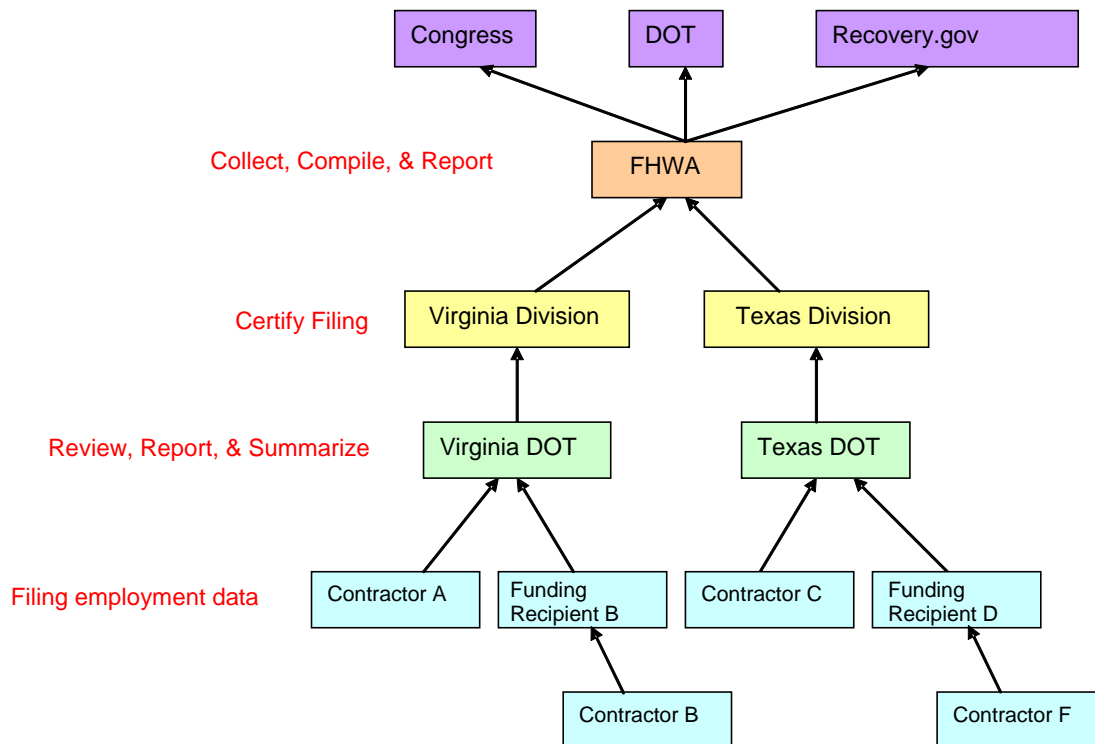 Congress
DOT
Recovery.gov
Collect, Compile, & Report
FHWA
Certify Filing
Virginia Division
Texas Division
Review, Report, & Summarize
Virginia DOT
Texas DOT
Filing employment data
Contractor A
Funding
Recipient B
Contractor C
Funding
Recipient D
Contractor B
Contractor F